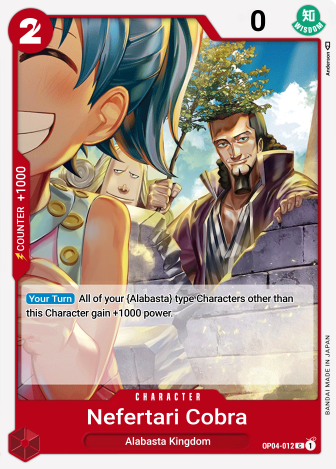 2
0
知
WISDOM
Anderson
COUNTER +1000
Your Turn All of your {Alabasta} type Characters other than
this Character gain +1000 power.
BANDAI MADE IN JAPAN
CHARACTER
Nefertari Cobra
Alabasta Kingdom
OP04-012 C 1